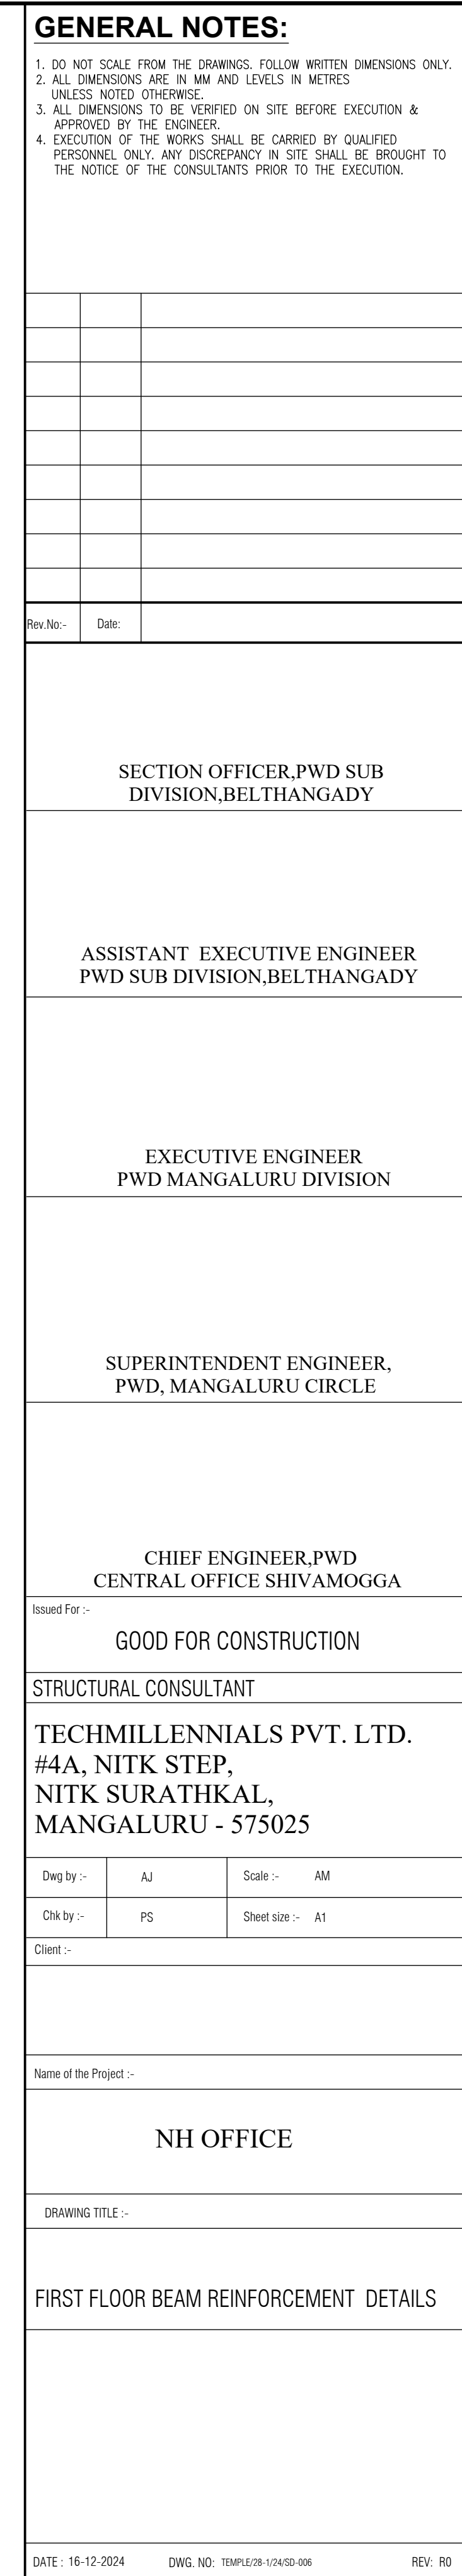 GENERAL NOTES:
1. DO NOT SCALE FROM THE DRAWINGS. FOLLOW WRITTEN DIMENSIONS ONLY.
2. ALL DIMENSIONS ARE IN MM AND LEVELS IN METRES
UNLESS NOTED OTHERWISE.
3. ALL DIMENSIONS TO BE VERIFIED ON SITE BEFORE EXECUTION &
APPROVED BY THE ENGINEER.
4. EXECUTION OF THE WORKS SHALL BE CARRIED BY QUALIFIED
PERSONNEL ONLY. ANY DISCREPANCY IN SITE SHALL BE BROUGHT TO
THE NOTICE OF THE CONSULTANTS PRIOR TO THE EXECUTION.
Rev.No:- Date:
SECTION OFFICER,PWD SUB
DIVISION,BELTHANGADY
ASSISTANT EXECUTIVE ENGINEER
PWD SUB DIVISION,BELTHANGADY
EXECUTIVE ENGINEER
PWD MANGALURU DIVISION
SUPERINTENDENT ENGINEER,
PWD, MANGALURU CIRCLE
CHIEF ENGINEER,PWD
CENTRAL OFFICE SHIVAMOGGA
Issued For :-
GOOD FOR CONSTRUCTION
STRUCTURAL CONSULTANT
TECHMILLENNIALS PVT. LTD.
#4A, NITK STEP,
NITK SURATHKAL,
MANGALURU - 575025
Dwg by :- AJ Scale :- AM
Chk by :- PS Sheet size :- A1
Client :-
Name of the Project :-
NH OFFICE
DRAWING TITLE :-
FIRST FLOOR BEAM REINFORCEMENT DETAILS
DATE : 16-12-2024 DWG. NO: TEMPLE/28-1/24/SD-006 REV: R0